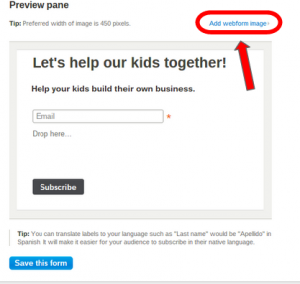 Preview pane
Tip: Preferred width of image is 450 pixels.
Add webform image›
Let's help our kids together!
Help your kids build their own business.
Email *
Drop here...
Subscribe
Tip: You can translate labels to your language such as "Last name" would be "Apellido" in
Spanish. It will make it easier for your audience to subscribe in their native language.
Save this form